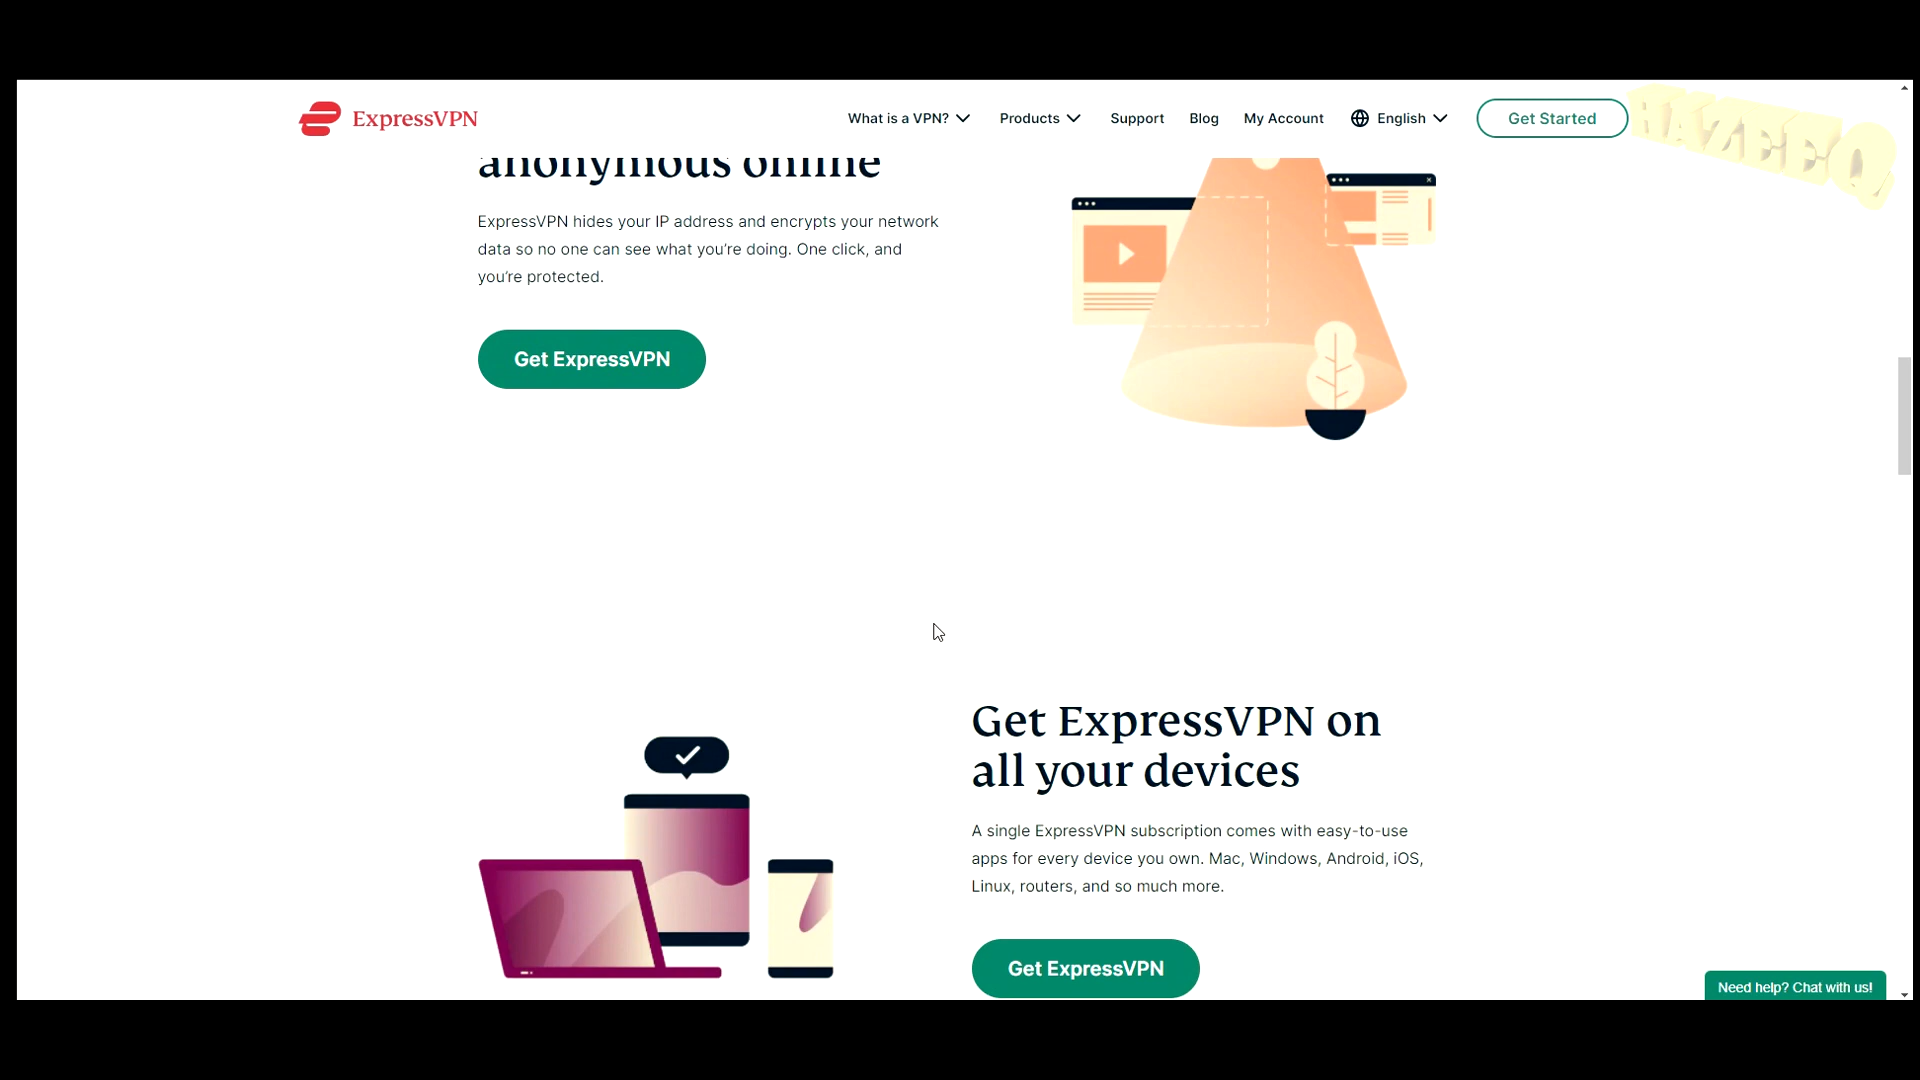 ExpressVPN
What is a VPN?
Products
Support
Blog
My Account
English
Get Started
HAZEEQ
anonymous online
ExpressVPN hides your IP address and encrypts your network
data so no one can see what you’re doing. One click, and
you’re protected.
Get ExpressVPN
Get ExpressVPN on
all your devices
A single ExpressVPN subscription comes with easy-to-use
apps for every device you own. Mac, Windows, Android, iOS,
Linux, routers, and so much more.
Get ExpressVPN
Need help? Chat with us!